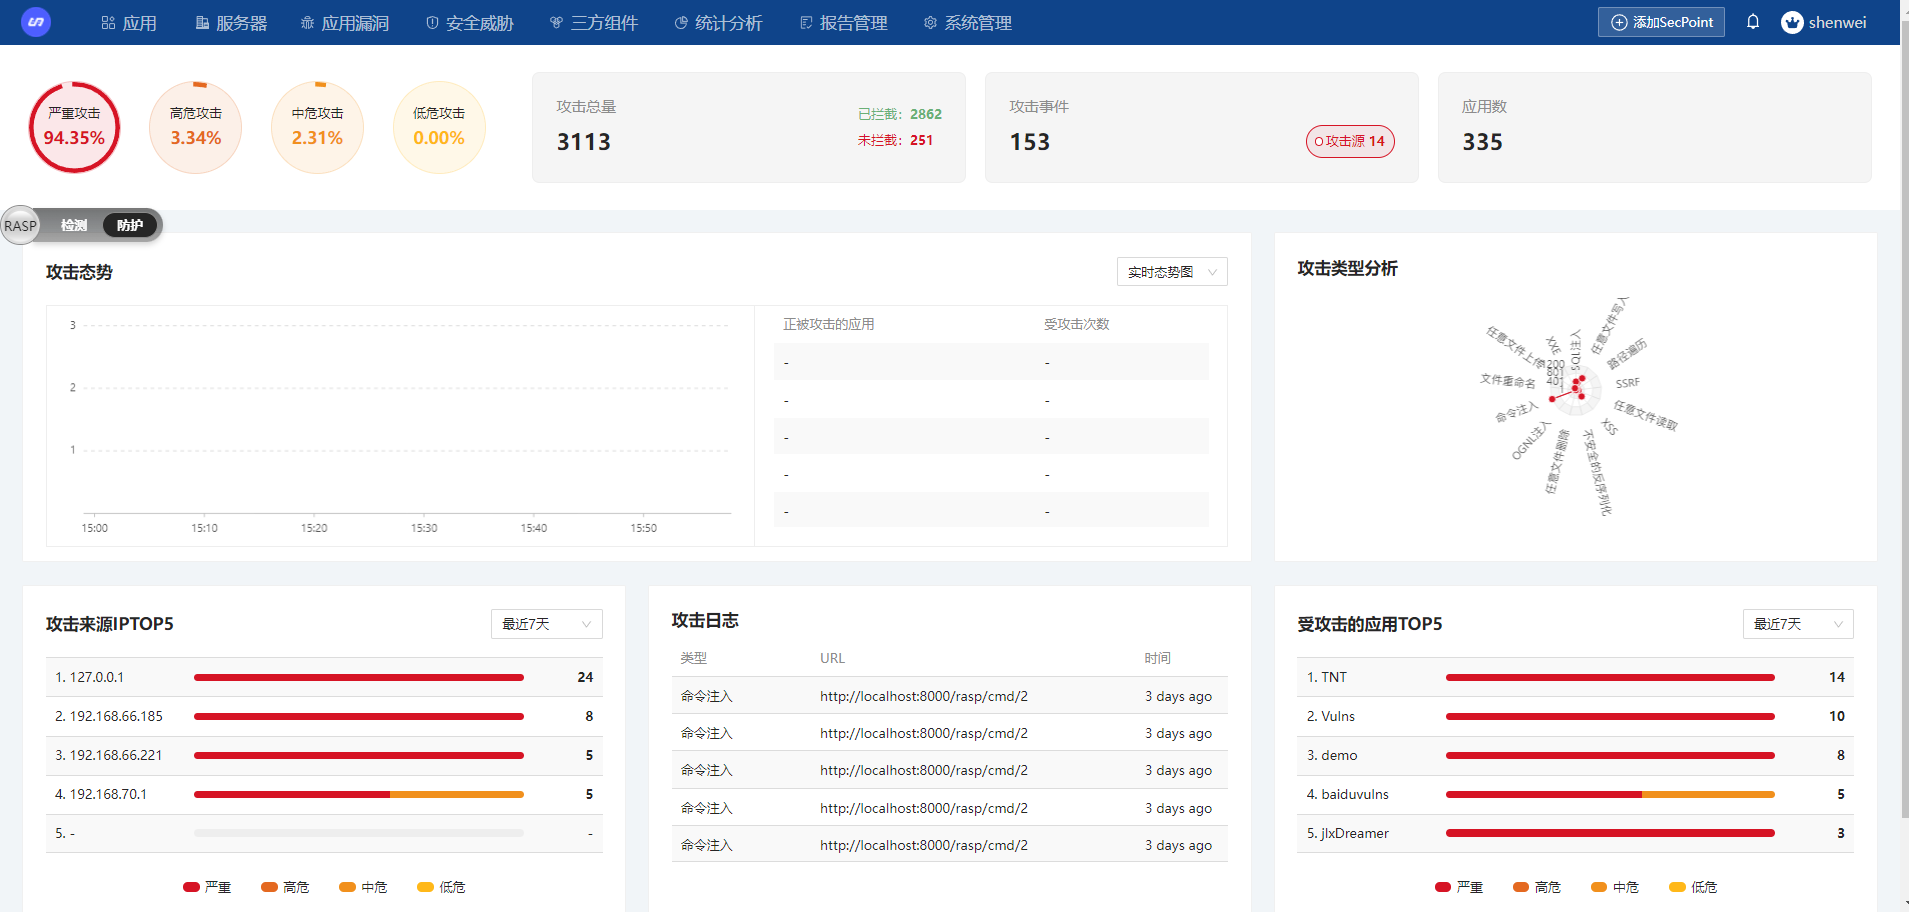 应用 服务器 应用漏洞 安全威胁 三方组件 统计分析 报告管理 系统管理 添加SecPoint shenwei
严重攻击
94.35%
高危攻击
3.34%
中危攻击
2.31%
低危攻击
0.00%
攻击总量
3113
已拦截：2862
未拦截：251
攻击事件
153
攻击源 14
应用数
335
RASP 检测 防护
攻击态势
实时态势图
3
2
1
15:00 15:10 15:20 15:30 15:40 15:50
正被攻击的应用 受攻击次数
- -
- -
- -
- -
- -
攻击类型分析
SQL注入
任意文件写入
路径遍历
SSRF
任意文件读取
XSS
不安全的反序列化
任意文件删除
OGNL注入
命令注入
文件重命名
任意文件上传
XXE
1200
801
401
1
攻击来源IPTOP5
最近7天
1. 127.0.0.1 24
2. 192.168.66.185 8
3. 192.168.66.221 5
4. 192.168.70.1 5
5. - -
严重 高危 中危 低危
攻击日志
类型 URL 时间
命令注入 http://localhost:8000/rasp/cmd/2 3 days ago
命令注入 http://localhost:8000/rasp/cmd/2 3 days ago
命令注入 http://localhost:8000/rasp/cmd/2 3 days ago
命令注入 http://localhost:8000/rasp/cmd/2 3 days ago
命令注入 http://localhost:8000/rasp/cmd/2 3 days ago
受攻击的应用TOP5
最近7天
1. TNT 14
2. Vulns 10
3. demo 8
4. baiduvulns 5
5. jlxDreamer 3
严重 高危 中危 低危